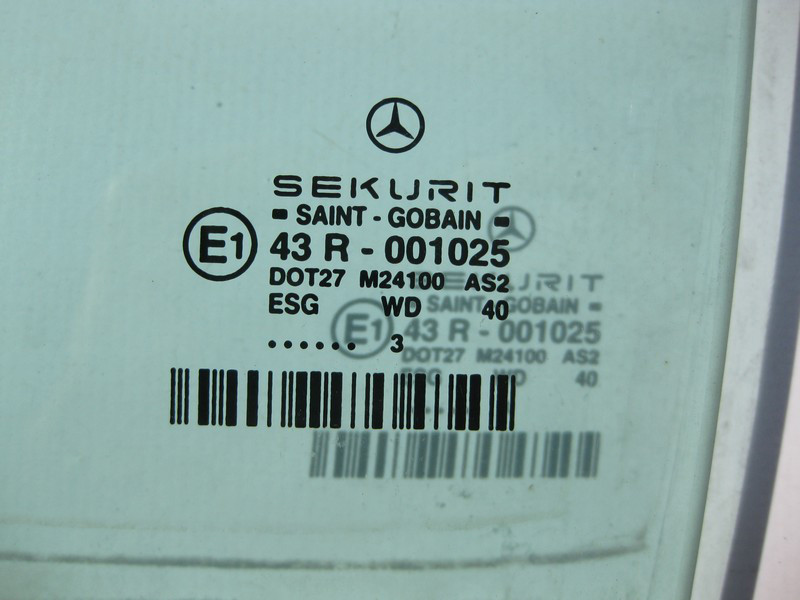 SEKURIT
- SAINT - GOBAIN -
E1 43 R - 001025
DOT27 M24100 AS2
ESG WD 40
...... 3